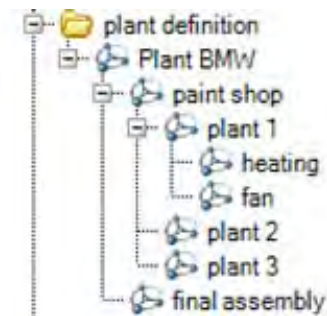 plant definition
Plant BMW
paint shop
plant 1
heating
fan
plant 2
plant 3
final assembly